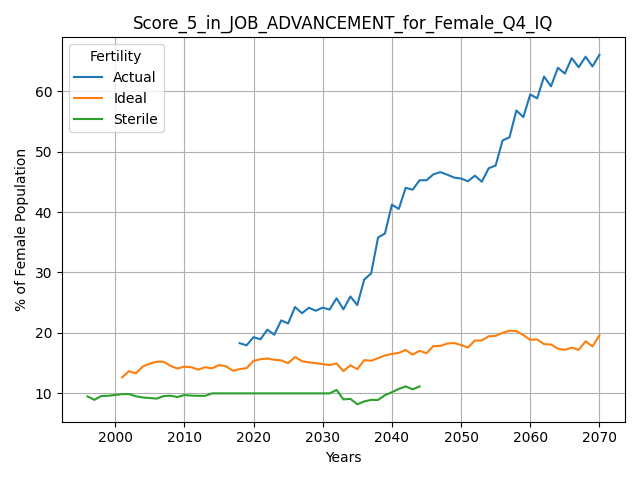 Score_5_in_JOB_ADVANCEMENT_for_Female_Q4_IQ
Fertility
Actual
Ideal
Sterile
% of Female Population
60
50
40
30
20
10
2000 2010 2020 2030 2040 2050 2060 2070
Years